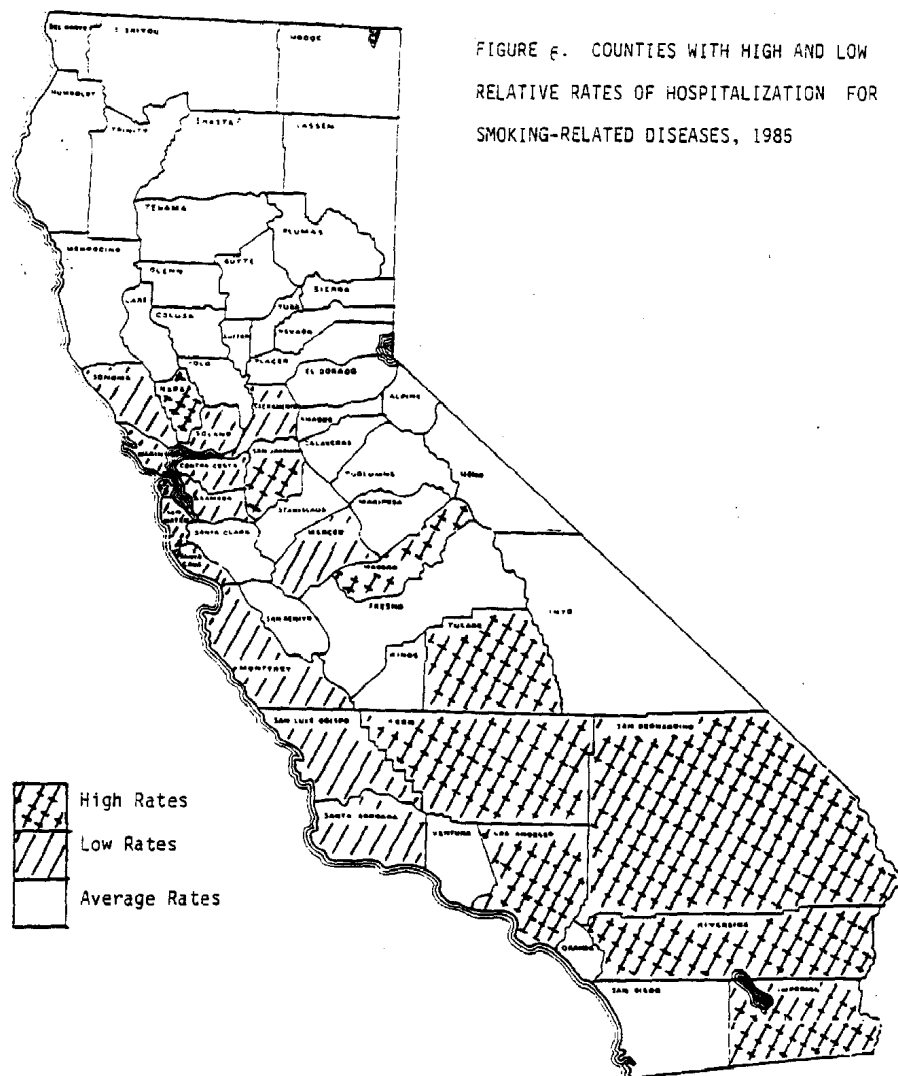 FIGURE 6. COUNTIES WITH HIGH AND LOW
RELATIVE RATES OF HOSPITALIZATION FOR
SMOKING-RELATED DISEASES, 1985
MODOC
HUMBOLDT
TRINITY
SHASTA
LASSEN
TEHAMA
PLUMAS
MENDOCINO
GLENN
BUTTE
SIERRA
LAKE
COLUSA
YUBA
SUTTER
NEVADA
YOLO
PLACER
EL DORADO
SONOMA
NAPA
SACRAMENTO
ALPINE
SOLANO
AMADOR
CALAVERAS
MARIN
CONTRA COSTA
SAN JOAQUIN
TUOLUMNE
MONO
ALAMEDA
STANISLAUS
MARIPOSA
SANTA CLARA
MERCED
MADERA
FRESNO
SAN BENITO
INYO
TULARE
KINGS
MONTEREY
SAN LUIS OBISPO
KERN
SAN BERNARDINO
High Rates
Low Rates
Average Rates
SANTA BARBARA
VENTURA
LOS ANGELES
RIVERSIDE
ORANGE
SAN DIEGO
IMPERIAL